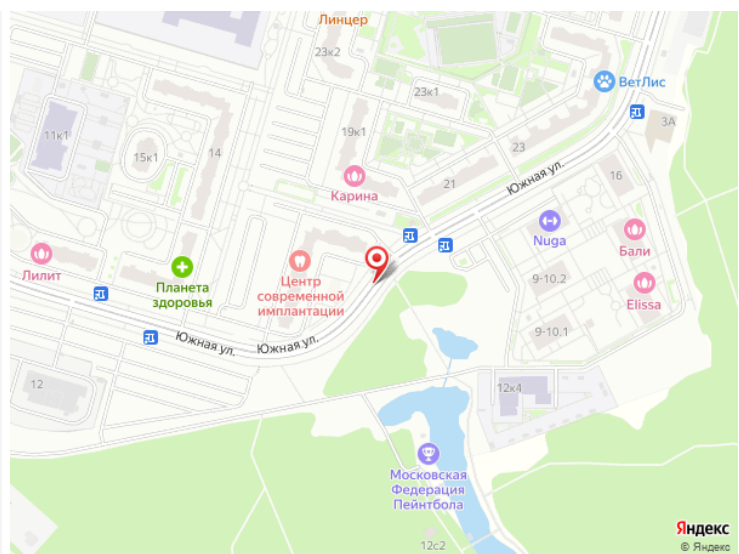 Линцер
23к2
23к1
ВетЛис
3А
11к1
14
19к1
15к1
23
Южная ул.
Карина
21
16
Nuga
Бали
Лилит
Планета
здоровья
Центр
современной
имплантации
9-10.2
Elissa
9-10.1
Южная ул.
Южная ул.
12
12к4
Московская
Федерация
Пейнтбола
12с2
Яндекс
© Яндекс